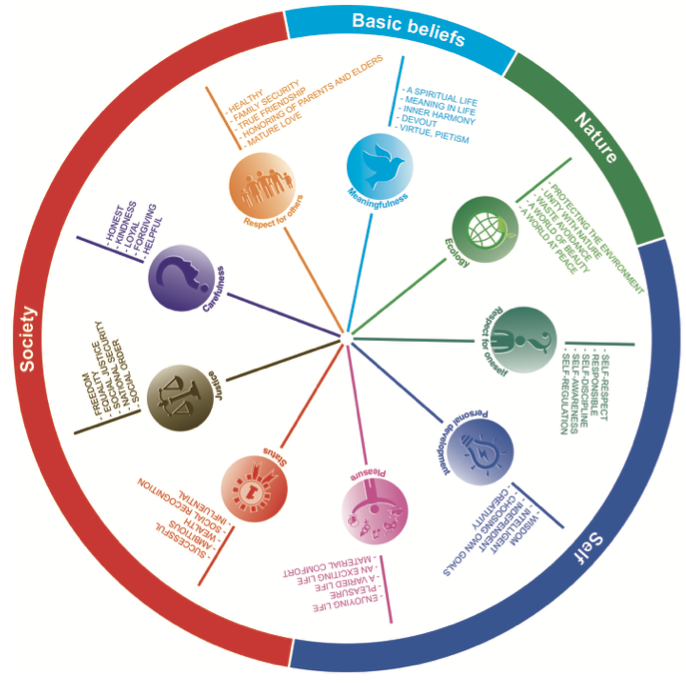 Basic beliefs
Nature
Self
Society
- A SPIRITUAL LIFE
- MEANING IN LIFE
- INNER HARMONY
- DEVOUT
- VIRTUE, PIETISM
Meaningfulness
- PROTECTING THE ENVIRONMENT
- UNITY WITH NATURE
- WASTE AVOIDANCE
- A WORLD OF BEAUTY
- A WORLD AT PEACE
Ecology
- SELF-RESPECT
- RESPONSIBLE
- SELF-DISCIPLINE
- SELF-AWARENESS
- SELF-REGULATION
Respect for oneself
- WISDOM
- INTELLIGENT
- INDEPENDENT
- CHOOSING OWN GOALS
- CREATIVITY
Personal development
- ENJOYING LIFE
- PLEASURE
- A VARIED LIFE
- AN EXCITING LIFE
- MATERIAL COMFORT
Pleasure
- SUCCESSFUL
- AMBITIOUS
- WEALTH
- SOCIAL RECOGNITION
- INFLUENTIAL
Status
- FREEDOM
- EQUALITY
- SOCIAL JUSTICE
- NATIONAL SECURITY
- SOCIAL ORDER
Justice
- HONEST
- KINDNESS
- LOYAL
- FORGIVING
- HELPFUL
Carefulness
- HEALTHY
- FAMILY SECURITY
- TRUE FRIENDSHIP
- HONORING OF PARENTS AND ELDERS
- MATURE LOVE
Respect for others